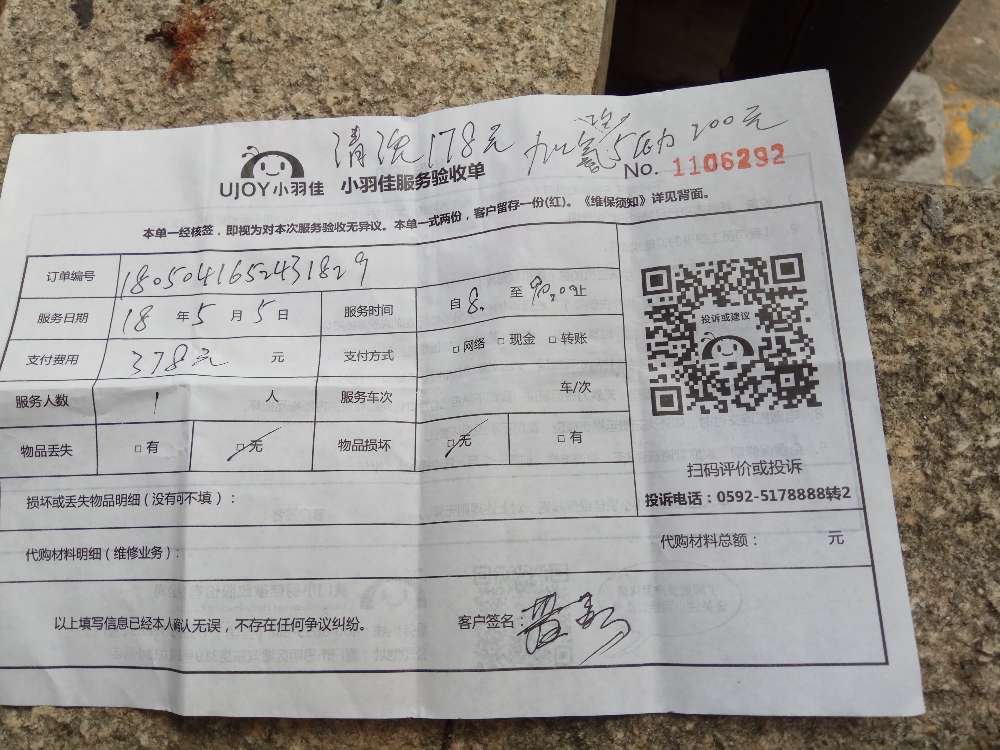 清洗178元 加氢5压力 200元
UJOY小羽佳 小羽佳服务验收单 No. 1106292
本单一经核签，即视为对本次服务验收无异议。本单一式两份，客户留存一份(红)。《维保须知》详见背面。
订单编号 1805041652431829
服务日期 18 年 5 月 5 日 服务时间 自 8. 至 止
支付费用 378元 元 支付方式 □ 网络 □ 现金 □ 转账
服务人数 1 人 服务车次 车/次
物品丢失 □ 有 □ 无 物品损坏 □ 无 □ 有
投诉或建议
扫码评价或投诉
投诉电话：0592-5178888转2
损坏或丢失物品明细（没有可不填）：
代购材料明细（维修业务）： 代购材料总额： 元
以上填写信息已经本人确认无误，不存在任何争议纠纷。 客户签名：